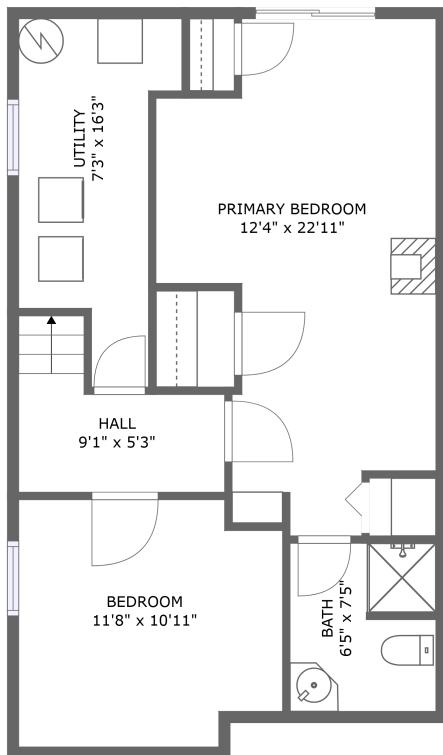 UTILITY
7'3" x 16'3"
PRIMARY BEDROOM
12'4" x 22'11"
HALL
9'1" x 5'3"
BEDROOM
11'8" x 10'11"
BATH
6'5" x 7'5"